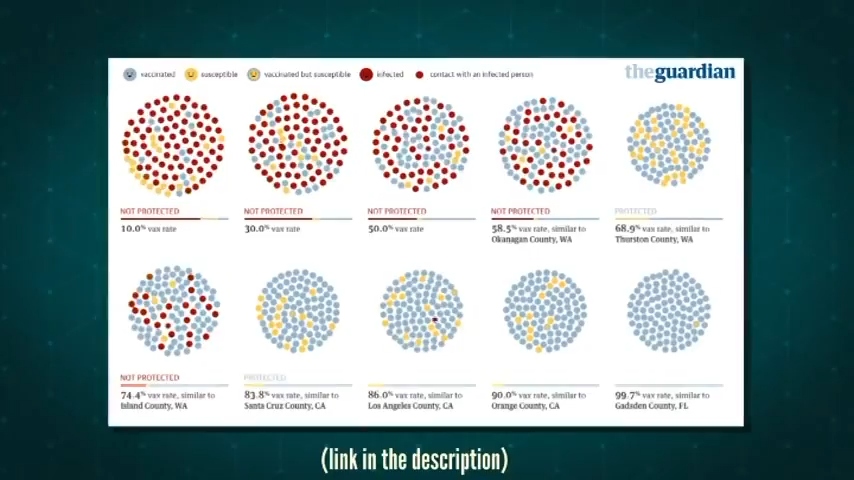 vaccinated susceptible vaccinated but susceptible infected contact with an infected person
theguardian
NOT PROTECTED NOT PROTECTED NOT PROTECTED NOT PROTECTED PROTECTED
10.0% vax rate 30.0% vax rate 50.0% vax rate 58.5% vax rate, similar to 68.9% vax rate, similar to
Okanagan County, WA Thurston County, WA
NOT PROTECTED PROTECTED
74.4% vax rate, similar to 83.8% vax rate, similar to 86.0% vax rate, similar to 90.0% vax rate, similar to 99.7% vax rate, similar to
Island County, WA Santa Cruz County, CA Los Angeles County, CA Orange County, CA Gadsden County, FL
(link in the description)